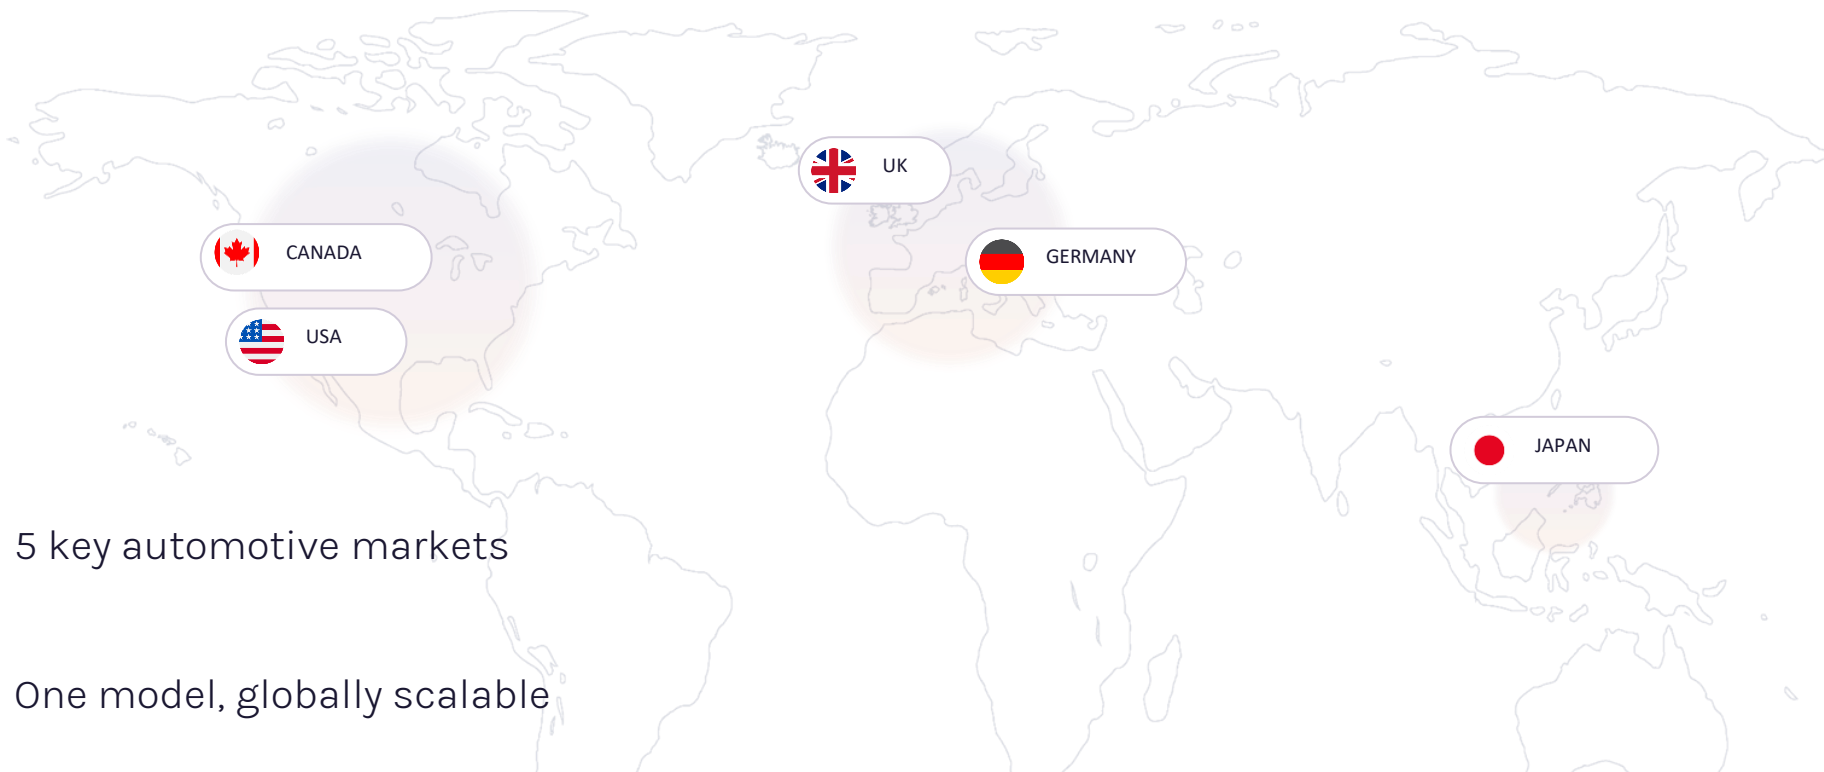 UK
CANADA
GERMANY
USA
JAPAN
5 key automotive markets
One model, globally scalable